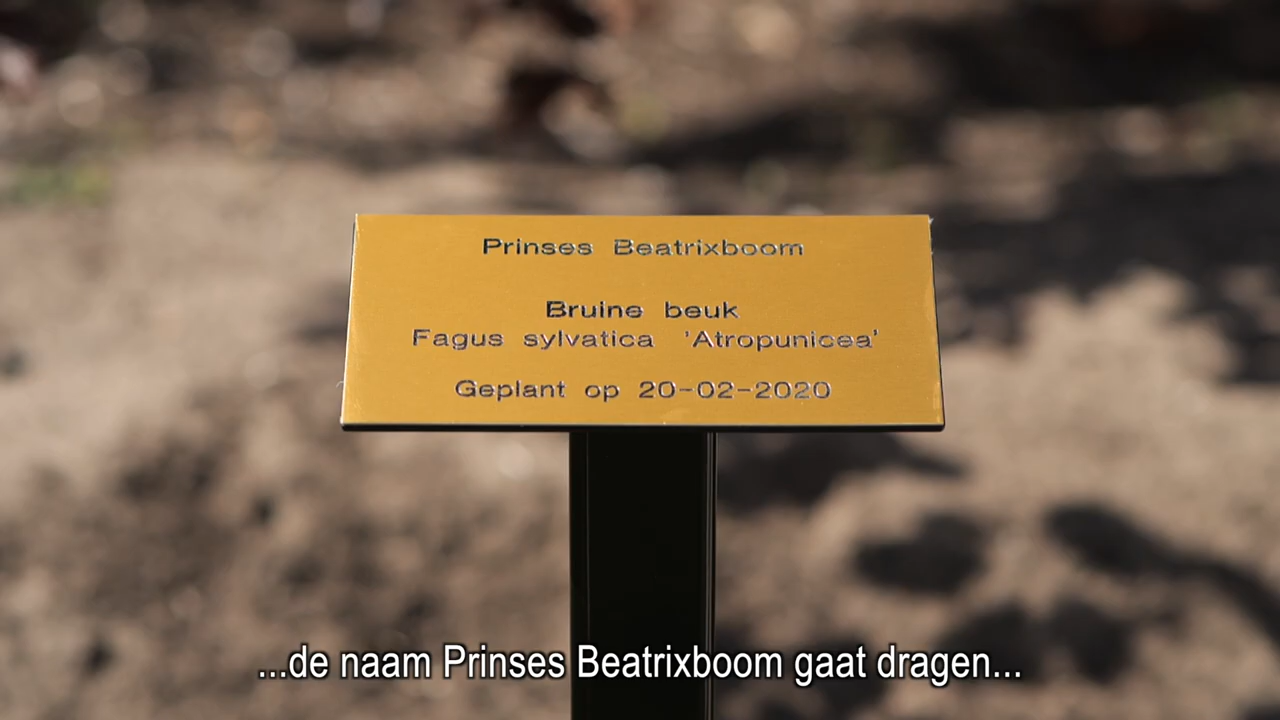 Prinses Beatrixboom
Bruine beuk
Fagus sylvatica 'Atropunicea'
Geplant op 20-02-2020
...de naam Prinses Beatrixboom gaat dragen...